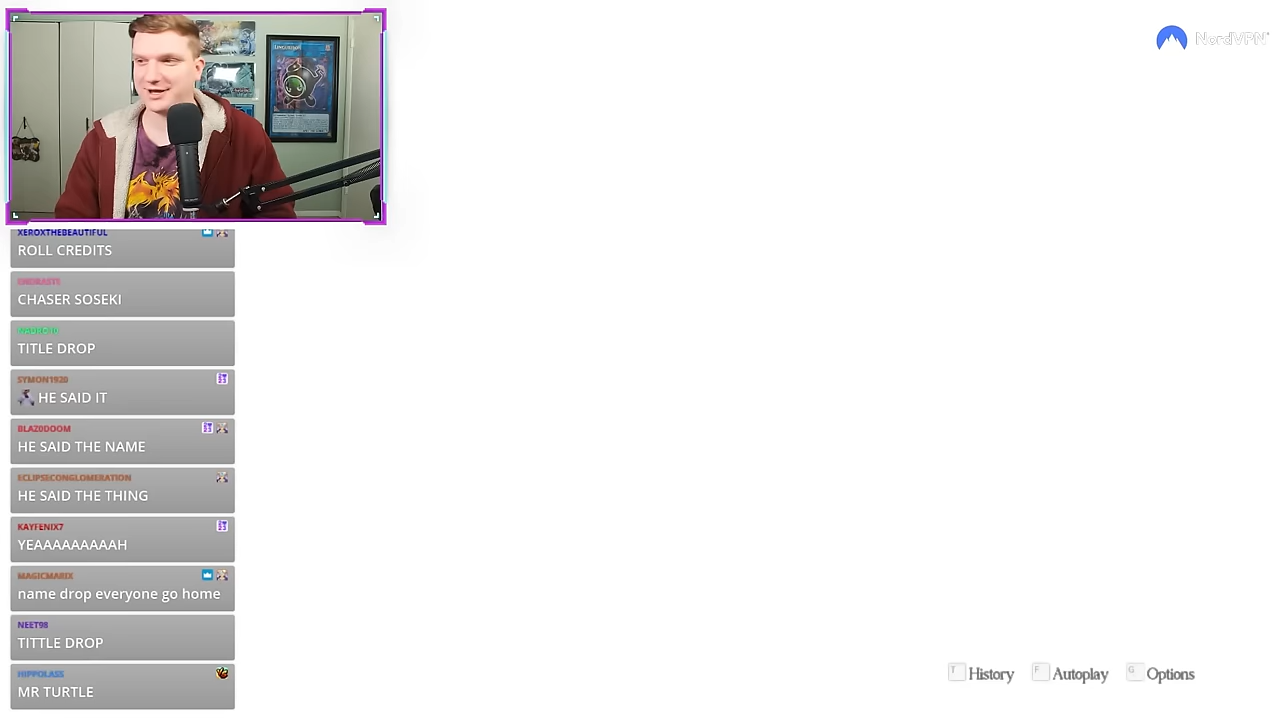 NordVPN
XEROXTHEBEAUTIFUL
ROLL CREDITS
CHASER SOSEKI
TITLE DROP
SYMON1920
HE SAID IT
BLAZ0DOOM
HE SAID THE NAME
ECLIPSECONGLOMERATION
HE SAID THE THING
KAYFENIX7
YEAAAAAAAAAH
MAGICMARIX
name drop everyone go home
NEET98
TITTLE DROP
HIPPOLASS
MR TURTLE
T History F Autoplay G Options